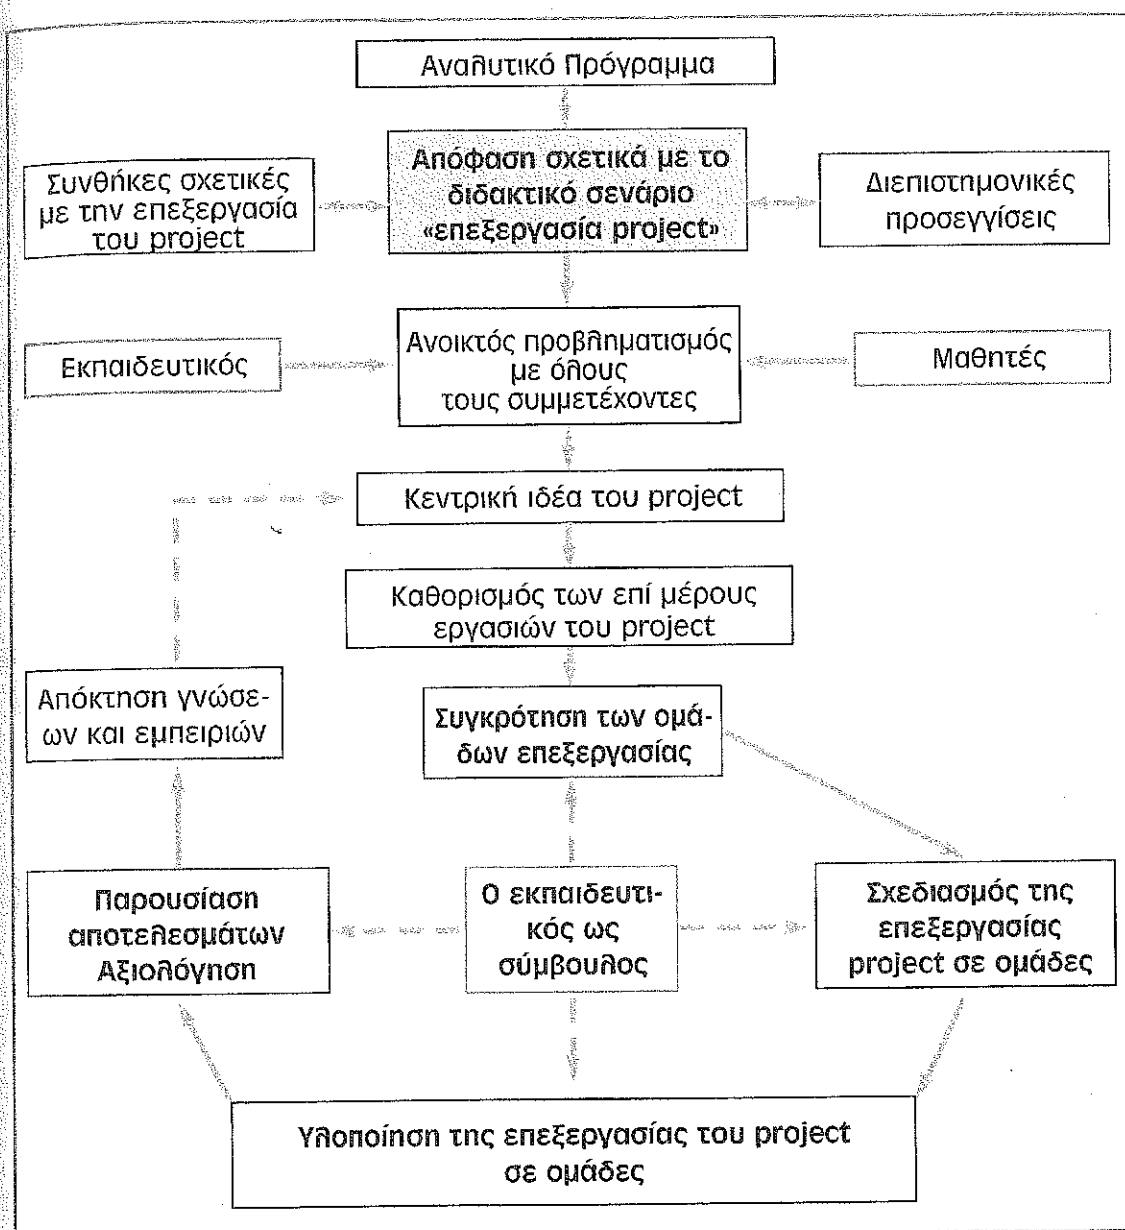 Αναλυτικό Πρόγραμμα
Συνθήκες σχετικές
με την επεξεργασία
του project
Απόφαση σχετικά με το
διδακτικό σενάριο
«επεξεργασία project»
Διεπιστημονικές
προσεγγίσεις
Εκπαιδευτικός
Ανοικτός προβληματισμός
με όλους
τους συμμετέχοντες
Μαθητές
Κεντρική ιδέα του project
Καθορισμός των επί μέρους
εργασιών του project
Απόκτηση γνώσε-
ων και εμπειριών
Συγκρότηση των ομά-
δων επεξεργασίας
Παρουσίαση
αποτελεσμάτων
Αξιολόγηση
Ο εκπαιδευτι-
κός ως
σύμβουλος
Σχεδιασμός της
επεξεργασίας
project σε ομάδες
Υλοποίηση της επεξεργασίας του project
σε ομάδες